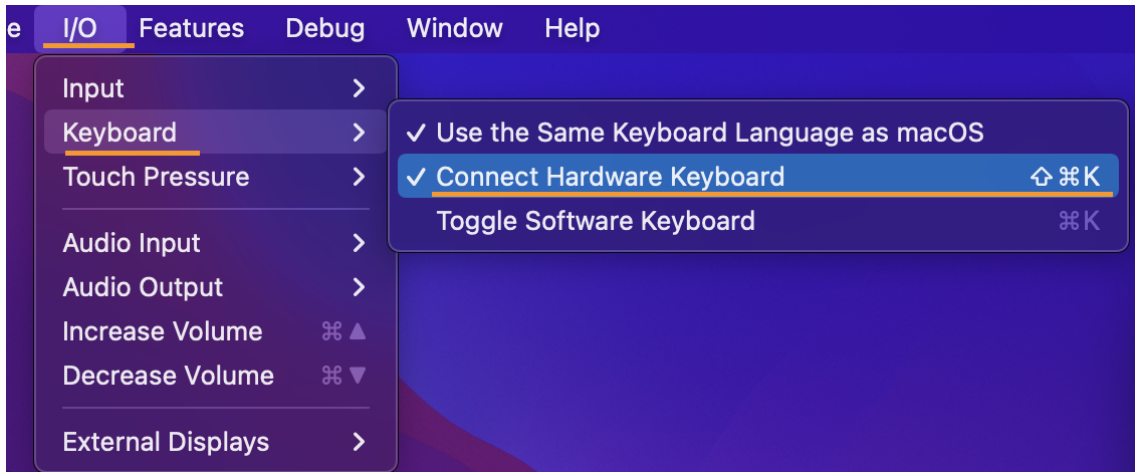 e I/O Features Debug Window Help
Input
Keyboard
Touch Pressure
Audio Input
Audio Output
Increase Volume ⌘▲
Decrease Volume ⌘▼
External Displays
✓ Use the Same Keyboard Language as macOS
✓ Connect Hardware Keyboard ⇧⌘K
Toggle Software Keyboard ⌘K